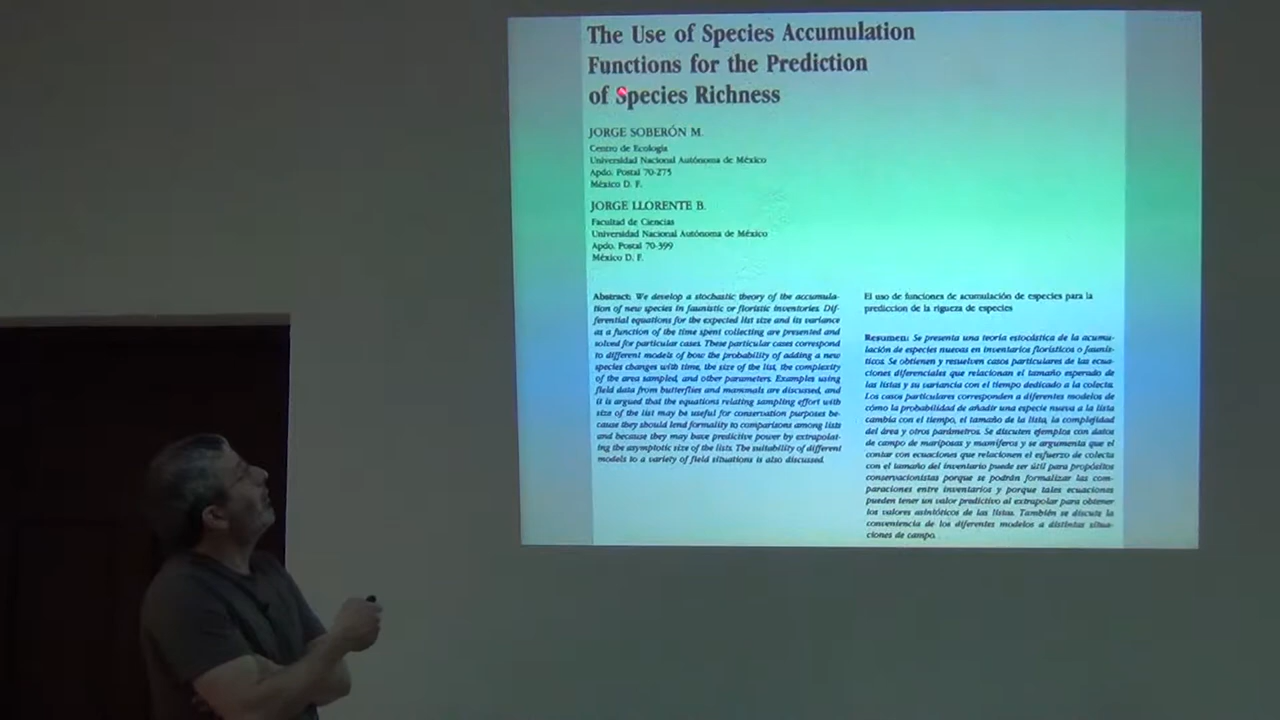 The Use of Species Accumulation
Functions for the Prediction
of Species Richness
JORGE SOBERÓN M.
Centro de Ecología
Universidad Nacional Autónoma de México
Apdo. Postal 70-275
México D. F.
JORGE LLORENTE B.
Facultad de Ciencias
Universidad Nacional Autónoma de México
Apdo. Postal 70-399
México D. F.
Abstract: We develop a stochastic theory of the accumula-
tion of new species in faunistic or floristic inventories. Dif-
ferential equations for the expected list size and its variance
as a function of the time spent collecting are presented and
solved for particular cases. These particular cases correspond
to different models of how the probability of adding a new
species changes with time, the size of the list, the complexity
of the area sampled, and other parameters. Examples using
field data from butterflies and mammals are discussed, and
it is argued that the equations relating sampling effort with
size of the list may be useful for conservation purposes be-
cause they should lend formality to comparisons among lists
and because they may have predictive power by extrapolat-
ing the asymptotic size of the lists. The suitability of different
models to a variety of field situations is also discussed.
El uso de funciones de acumulación de especies para la
prediccion de la riqueza de especies
Resumen: Se presenta una teoría estocástica de la acumu-
lación de especies nuevas en inventarios florísticos o faunís-
ticos. Se obtienen y resuelven casos particulares de las ecua-
ciones diferenciales que relacionan el tamaño esperado de
las listas y su variancia con el tiempo dedicado a la colecta.
Los casos particulares corresponden a diferentes modelos de
cómo la probabilidad de añadir una especie nueva a la lista
cambia con el tiempo, el tamaño de la lista, la complejidad
del área y otros parámetros. Se discuten ejemplos con datos
de campo de mariposas y mamíferos y se argumenta que el
contar con ecuaciones que relacionen el esfuerzo de colecta
con el tamaño del inventario puede ser útil para propósitos
conservacionistas porque se podrán formalizar las com-
paraciones entre inventarios y porque tales ecuaciones
pueden tener un valor predictivo al extrapolar para obtener
los valores asintóticos de las listas. También se discute la
conveniencia de los diferentes modelos a distintas situa-
ciones de campo.